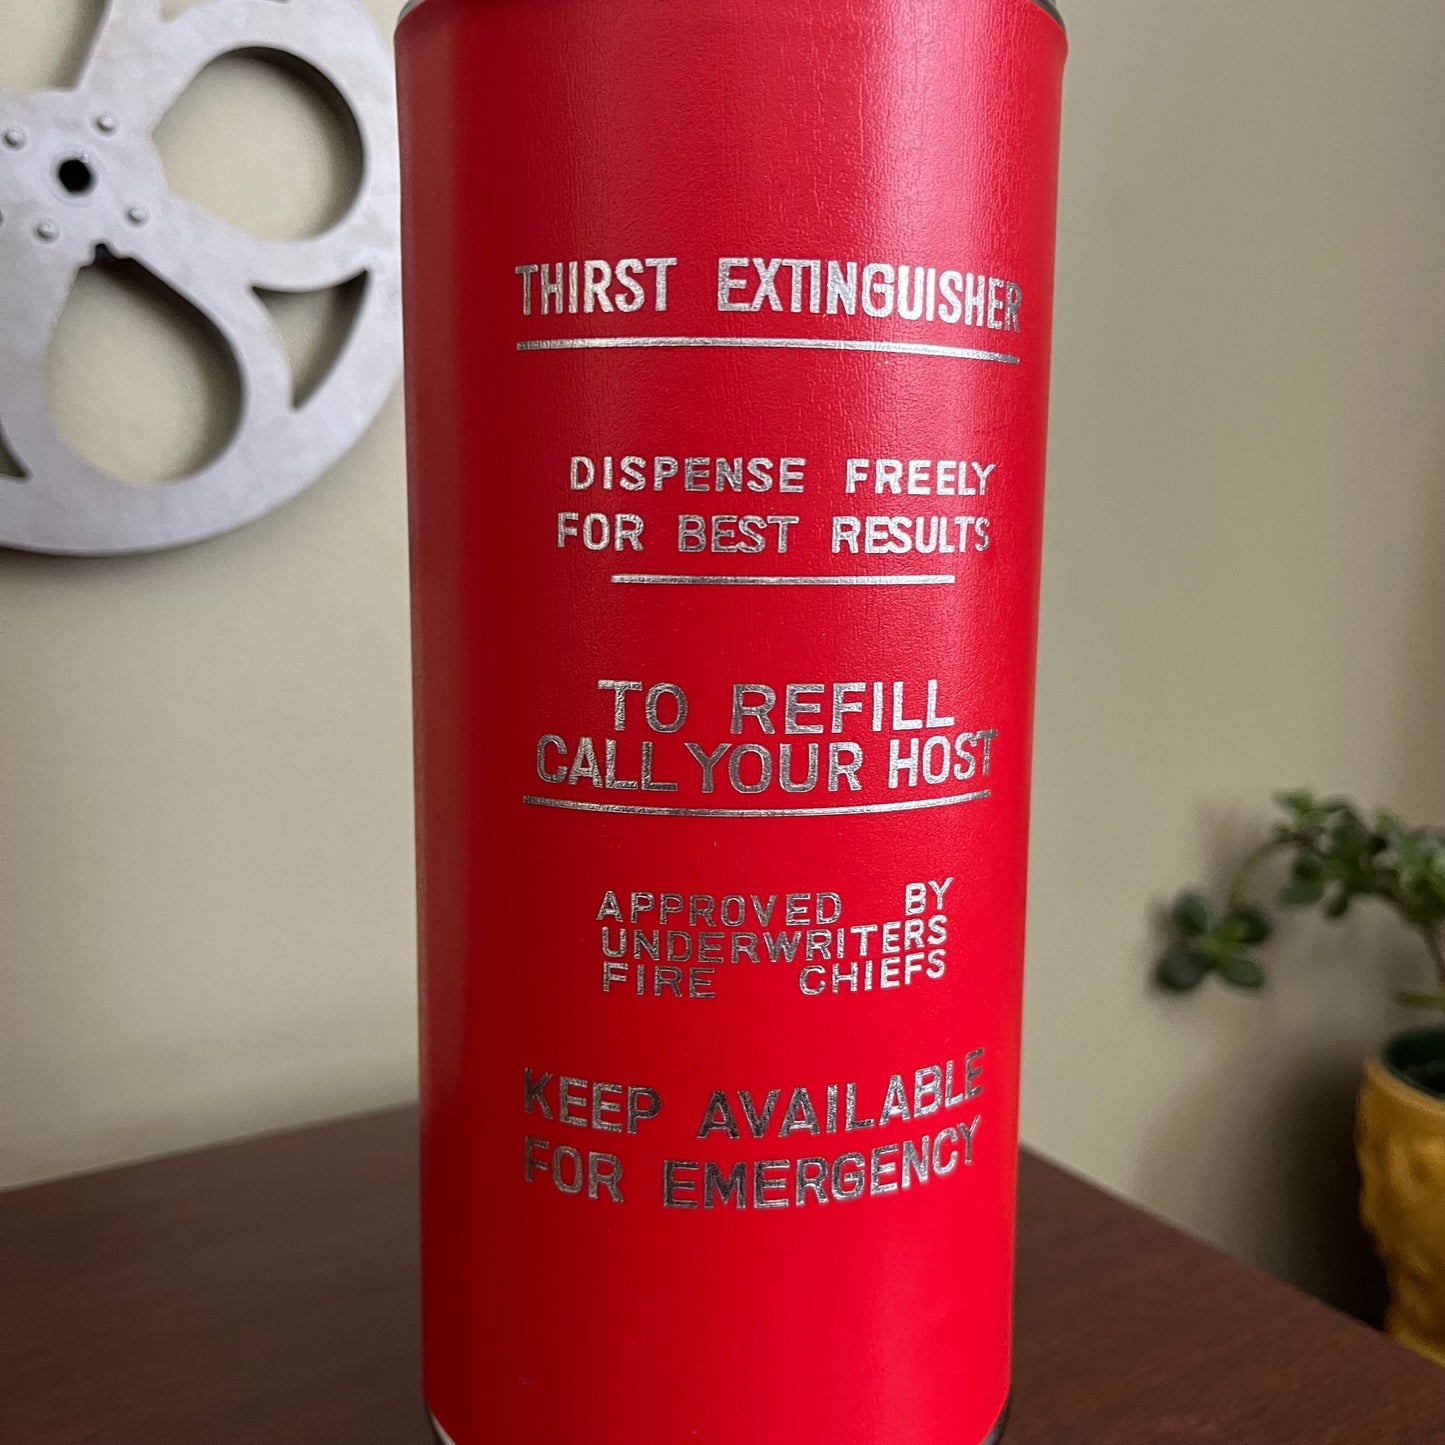 THIRST EXTINGUISHER
DISPENSE FREELY
FOR BEST RESULTS
TO REFILL
CALL YOUR HOST
APPROVED BY
UNDERWRITERS
FIRE CHIEFS
KEEP AVAILABLE
FOR EMERGENCY